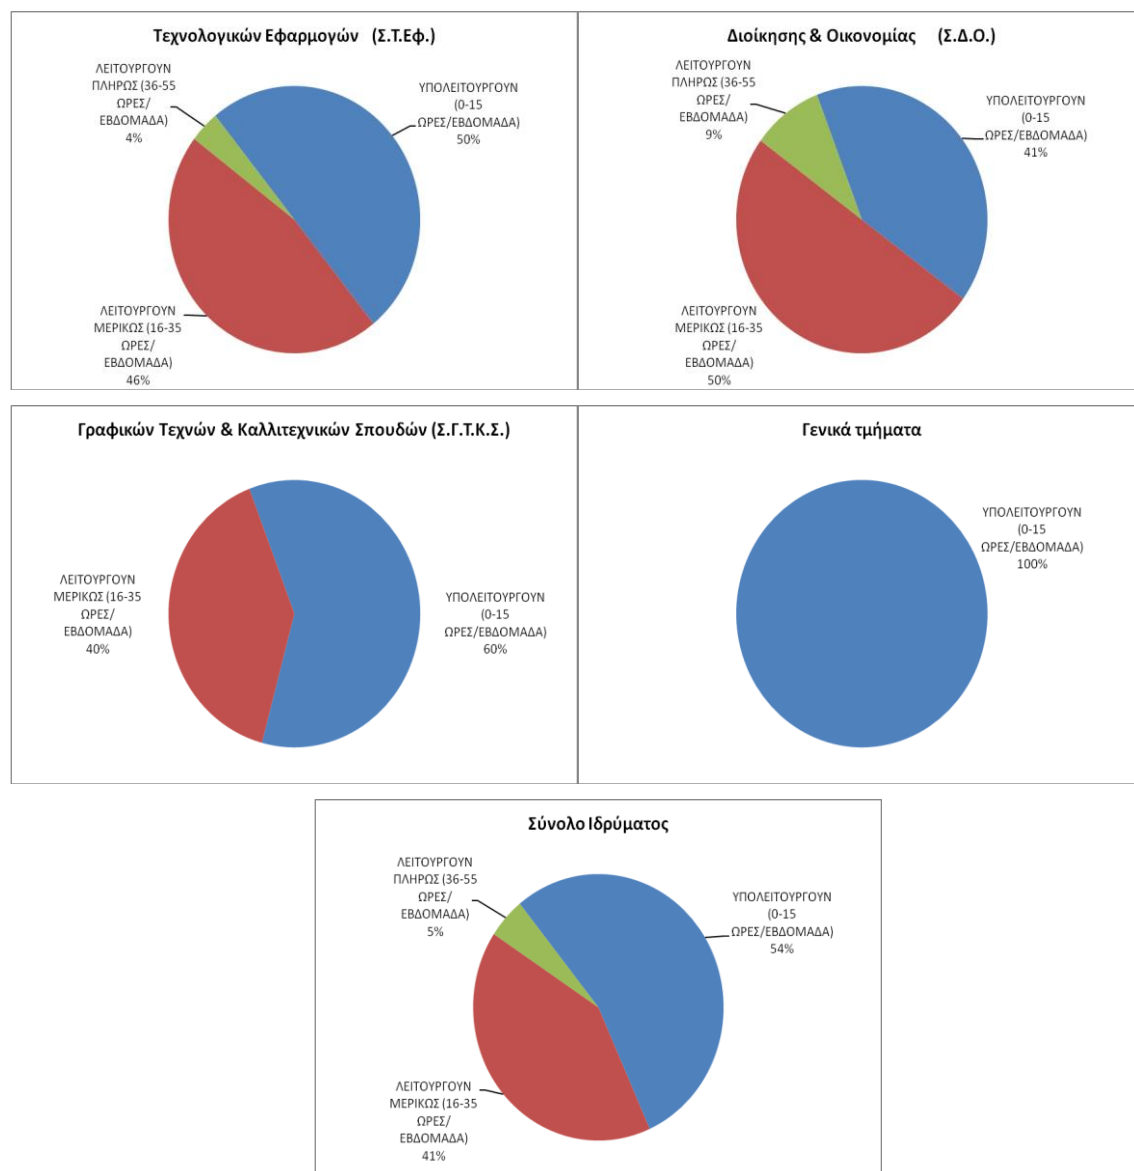 Τεχνολογικών Εφαρμογών (Σ.Τ.Εφ.)
ΛΕΙΤΟΥΡΓΟΥΝ
ΠΛΗΡΩΣ (36-55
ΩΡΕΣ/
ΕΒΔΟΜΑΔΑ)
4%
ΥΠΟΛΕΙΤΟΥΡΓΟΥΝ
(0-15
ΩΡΕΣ/ΕΒΔΟΜΑΔΑ)
50%
ΛΕΙΤΟΥΡΓΟΥΝ
ΜΕΡΙΚΩΣ (16-35
ΩΡΕΣ/
ΕΒΔΟΜΑΔΑ)
46%
Διοίκησης & Οικονομίας (Σ.Δ.Ο.)
ΛΕΙΤΟΥΡΓΟΥΝ
ΠΛΗΡΩΣ (36-55
ΩΡΕΣ/
ΕΒΔΟΜΑΔΑ)
9%
ΥΠΟΛΕΙΤΟΥΡΓΟΥΝ
(0-15
ΩΡΕΣ/ΕΒΔΟΜΑΔΑ)
41%
ΛΕΙΤΟΥΡΓΟΥΝ
ΜΕΡΙΚΩΣ (16-35
ΩΡΕΣ/
ΕΒΔΟΜΑΔΑ)
50%
Γραφικών Τεχνών & Καλλιτεχνικών Σπουδών (Σ.Γ.Τ.Κ.Σ.)
ΛΕΙΤΟΥΡΓΟΥΝ
ΜΕΡΙΚΩΣ (16-35
ΩΡΕΣ/
ΕΒΔΟΜΑΔΑ)
40%
ΥΠΟΛΕΙΤΟΥΡΓΟΥΝ
(0-15
ΩΡΕΣ/ΕΒΔΟΜΑΔΑ)
60%
Γενικά τμήματα
ΥΠΟΛΕΙΤΟΥΡΓΟΥΝ
(0-15
ΩΡΕΣ/ΕΒΔΟΜΑΔΑ)
100%
Σύνολο Ιδρύματος
ΛΕΙΤΟΥΡΓΟΥΝ
ΠΛΗΡΩΣ (36-55
ΩΡΕΣ/
ΕΒΔΟΜΑΔΑ)
5%
ΥΠΟΛΕΙΤΟΥΡΓΟΥΝ
(0-15
ΩΡΕΣ/ΕΒΔΟΜΑΔΑ)
54%
ΛΕΙΤΟΥΡΓΟΥΝ
ΜΕΡΙΚΩΣ (16-35
ΩΡΕΣ/
ΕΒΔΟΜΑΔΑ)
41%